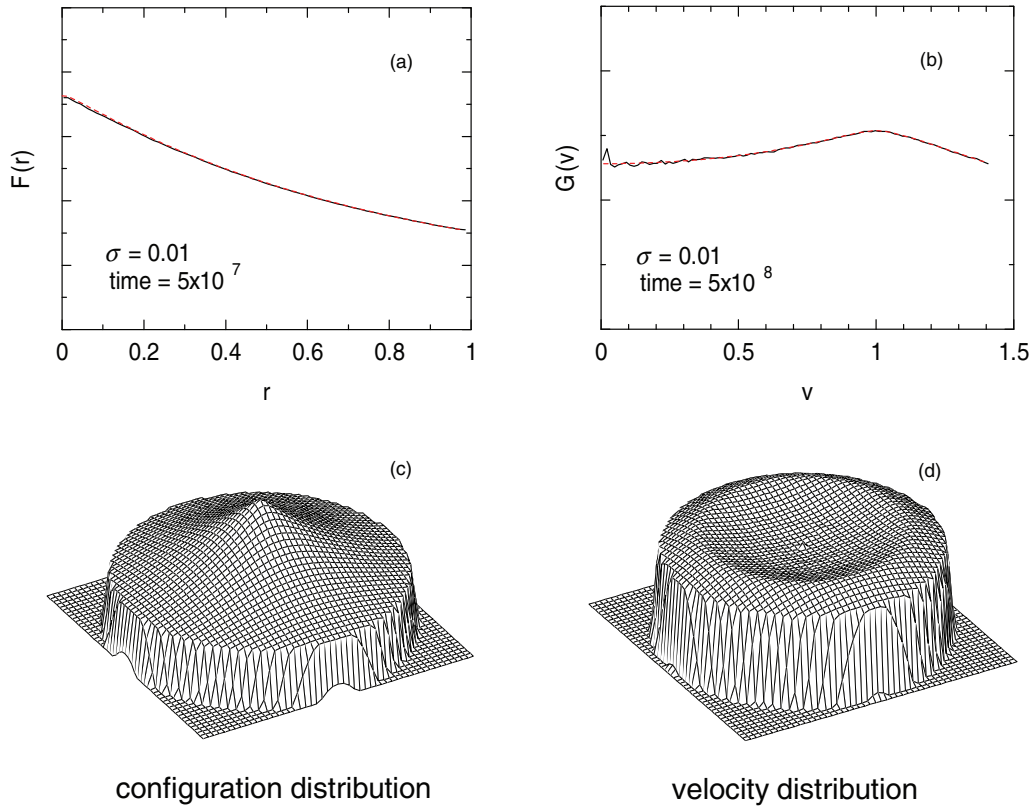 (a)
F(r)
σ = 0.01
time = 5x10 7
0 0.2 0.4 0.6 0.8 1
r
(b)
G(v)
σ = 0.01
time = 5x10 8
0 0.5 1 1.5
v
(c)
(d)
configuration distribution
velocity distribution